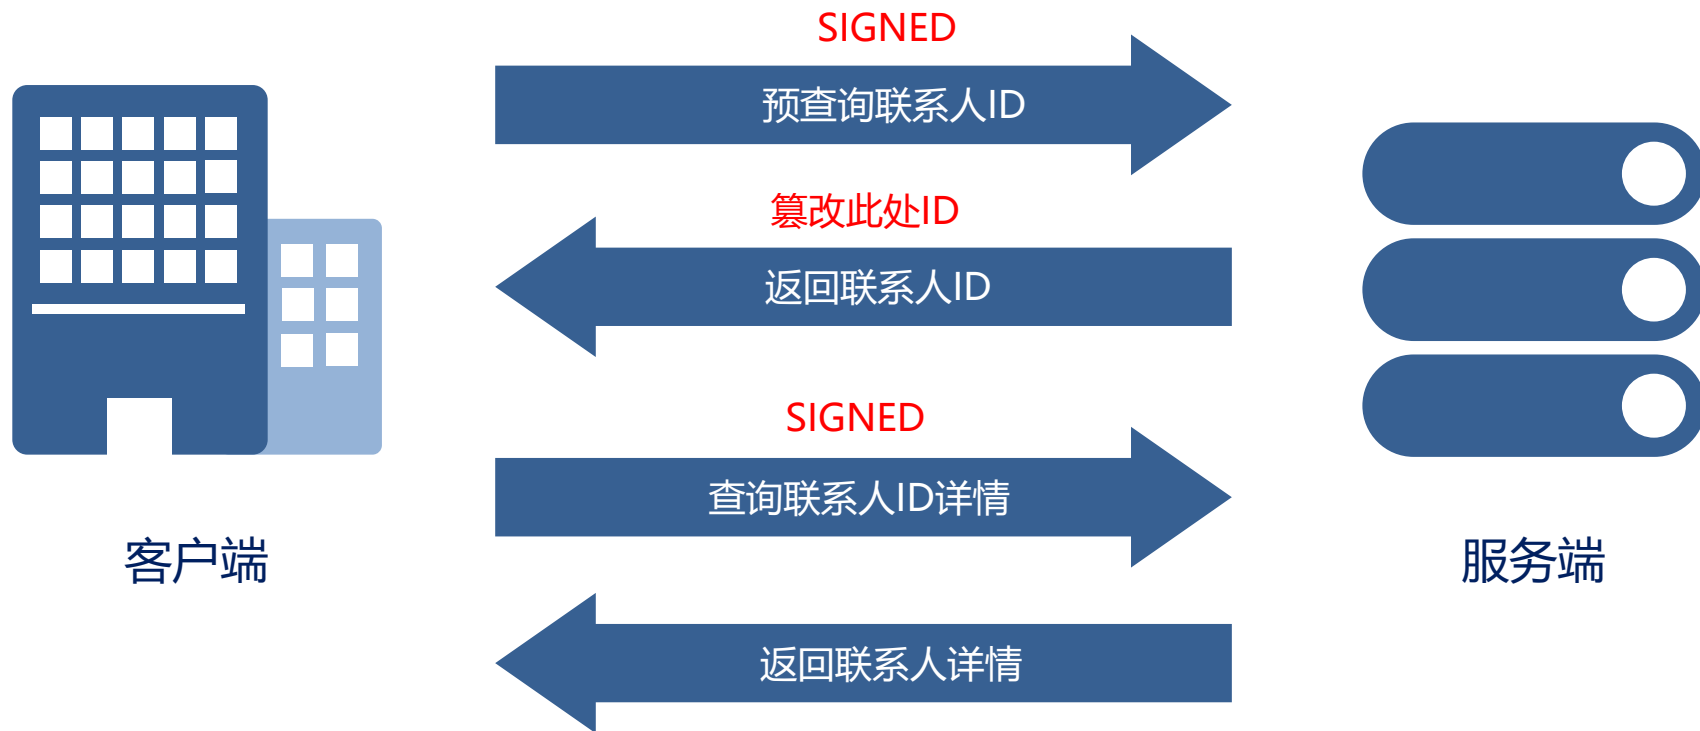 SIGNED
预查询联系人ID
篡改此处ID
返回联系人ID
SIGNED
查询联系人ID详情
客户端
服务端
返回联系人详情